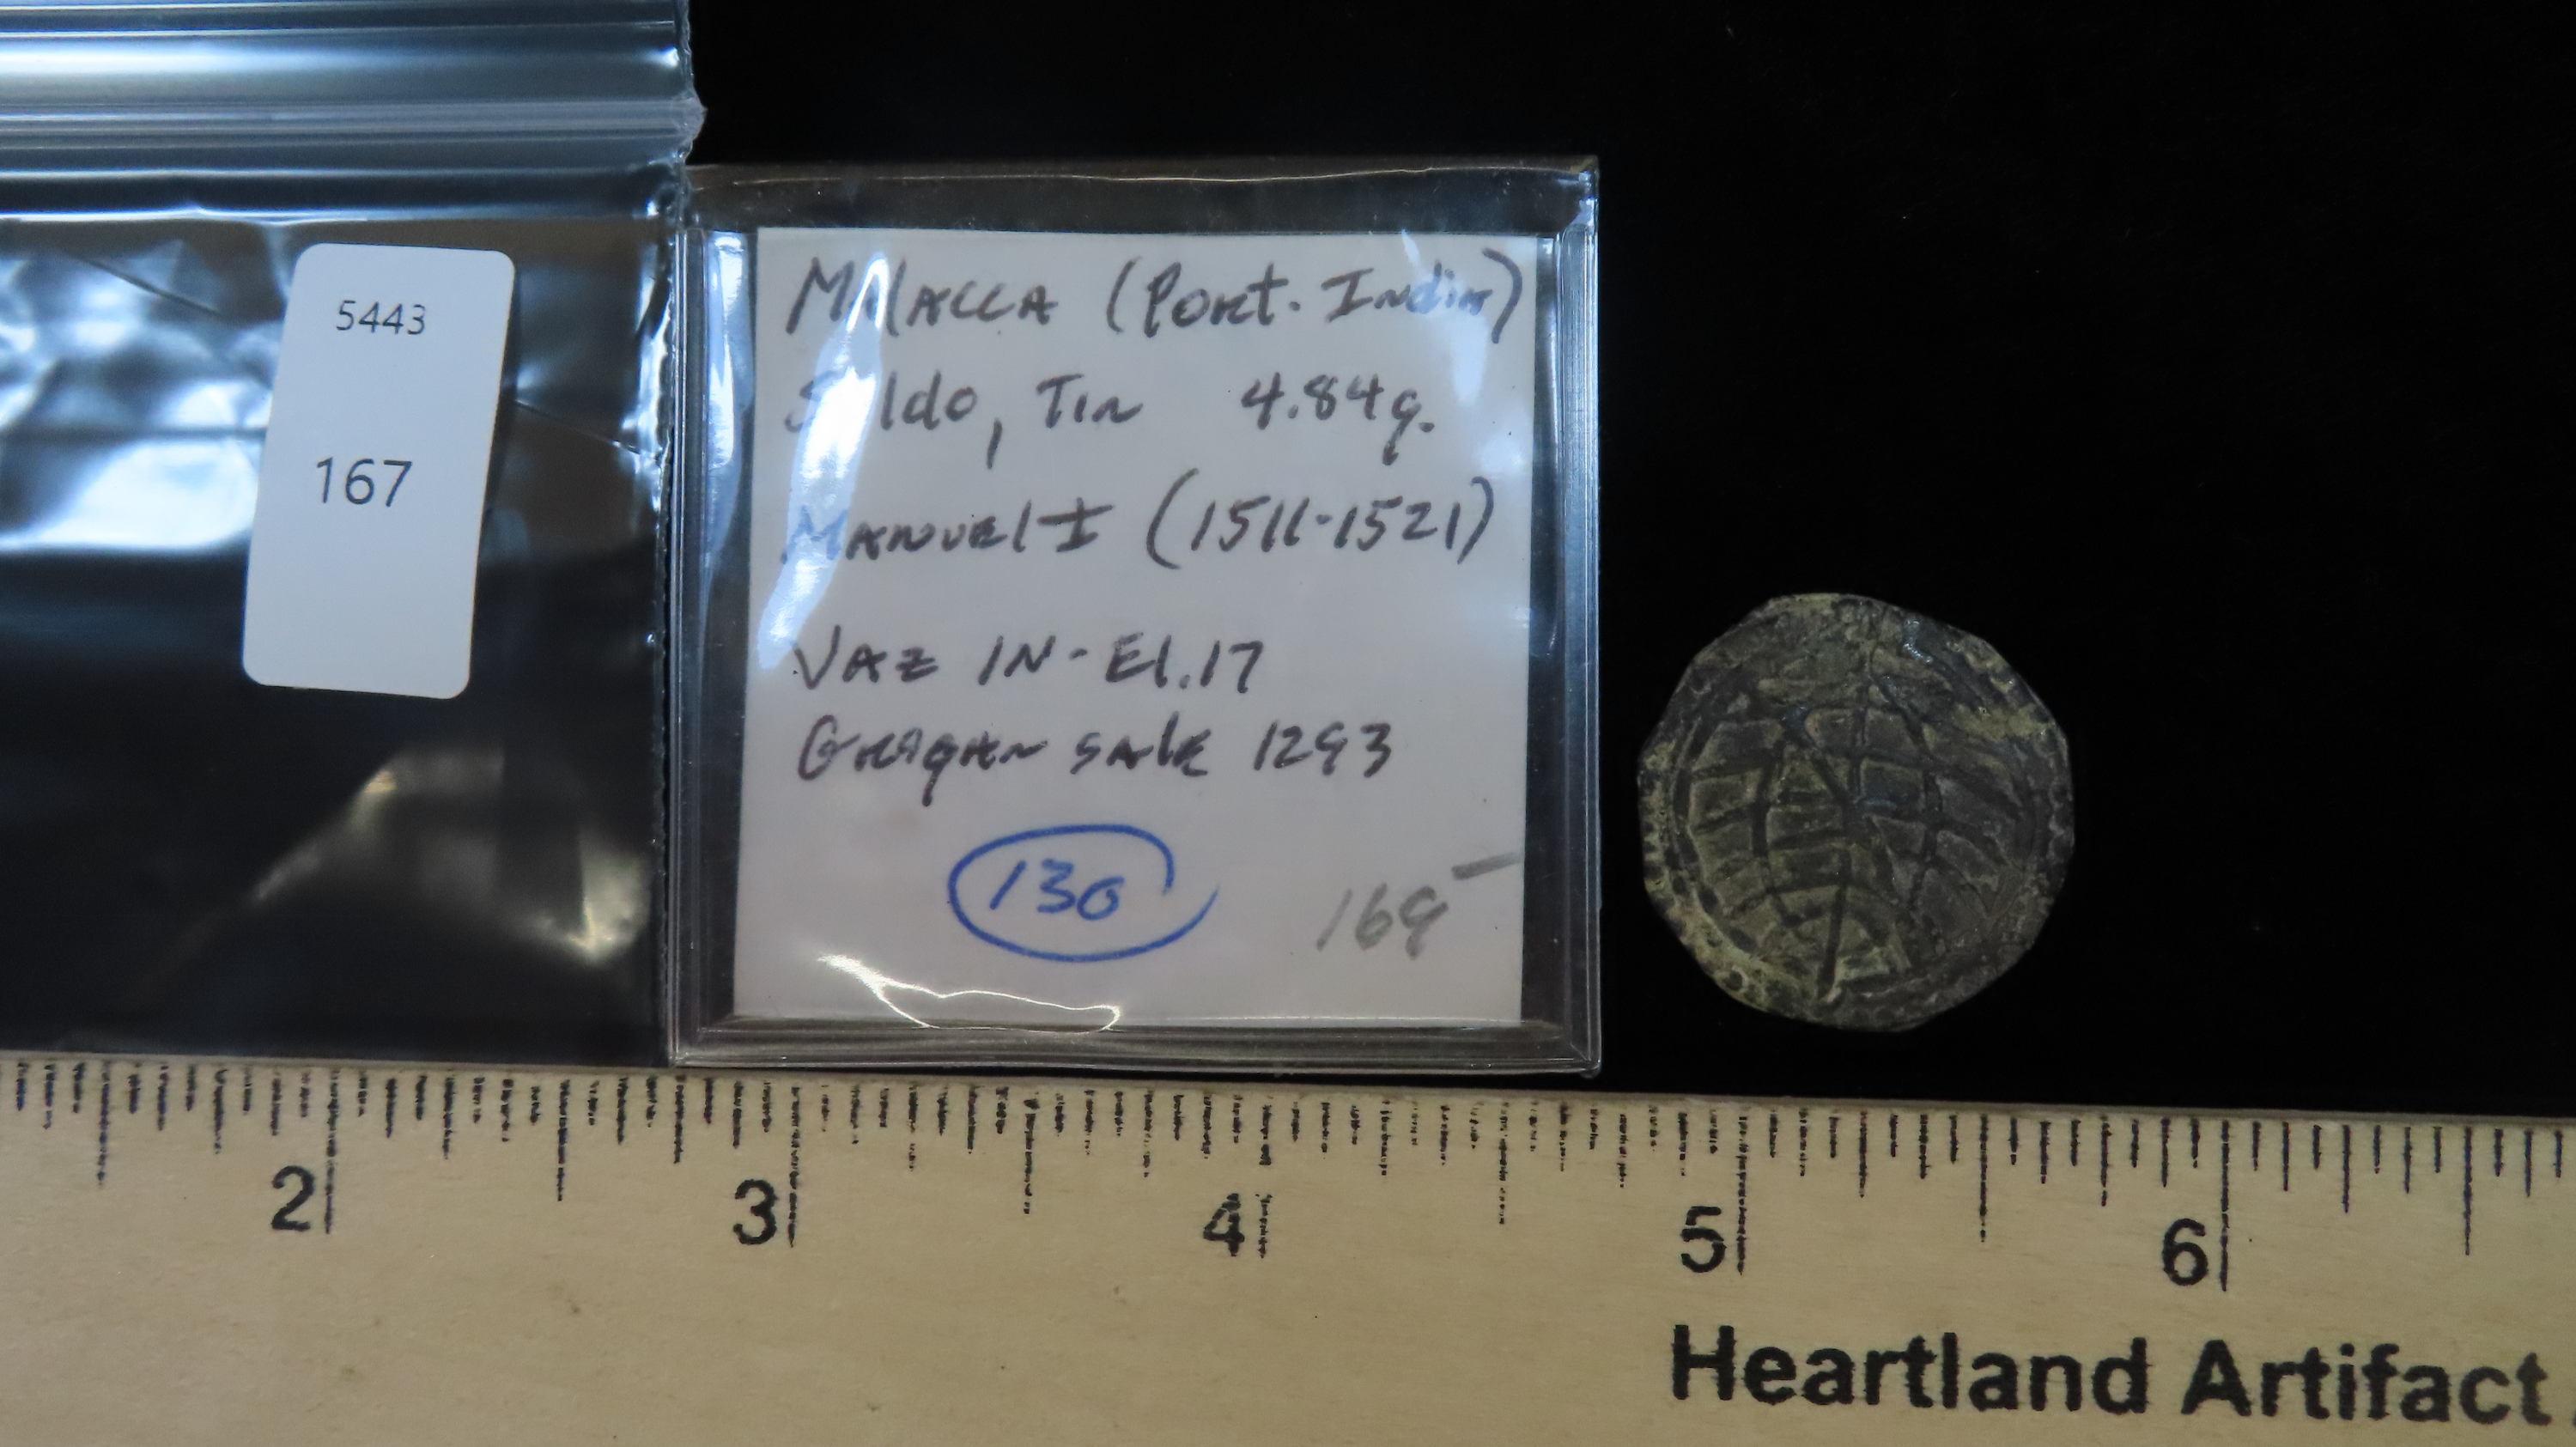 5443
167
Malacca (Port. India)
Soldo, Tin 4.84g.
Manuel I (1511-1521)
Vaz IN-E1.17
sale 1293
130
169
2 3 4 5 6
Heartland Artifact